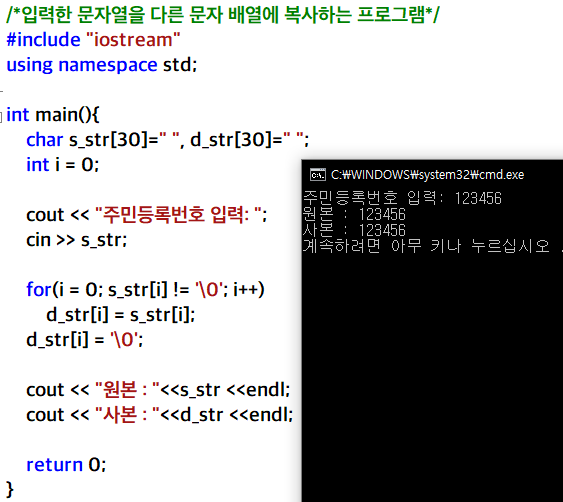 /*입력한 문자열을 다른 문자 배열에 복사하는 프로그램*/
#include "iostream"
using namespace std;
int main(){
char s_str[30]=" ", d_str[30]=" ";
int i = 0;
cout << "주민등록번호 입력: ";
cin >> s_str;
for(i = 0; s_str[i] != '\0'; i++)
d_str[i] = s_str[i];
d_str[i] = '\0';
cout << "원본 : "<<s_str <<endl;
cout << "사본 : "<<d_str <<endl;
return 0;
}
C:₩WINDOWS₩system32₩cmd.exe
주민등록번호 입력: 123456
원본 : 123456
사본 : 123456
계속하려면 아무 키나 누르십시오 .